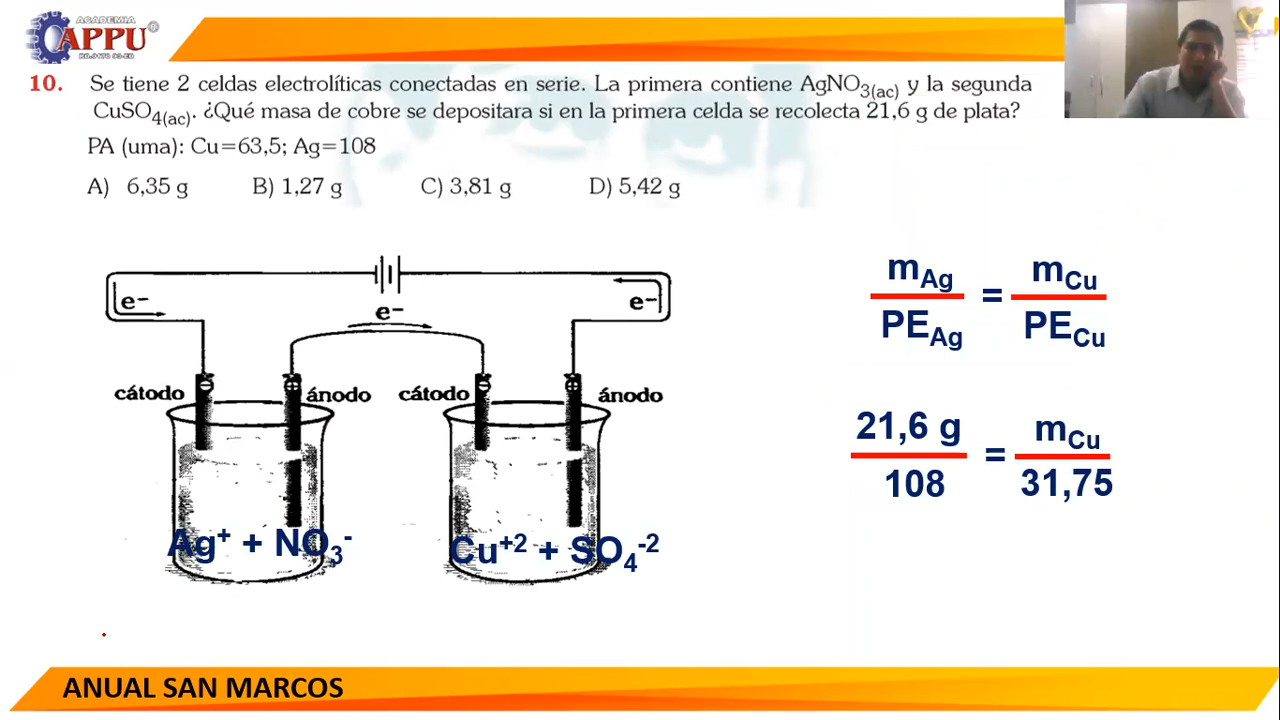 ACADEMIA
APPU®
10. Se tiene 2 celdas electrolíticas conectadas en serie. La primera contiene AgNO3(ac) y la segunda
CuSO4(ac). ¿Qué masa de cobre se depositara si en la primera celda se recolecta 21,6 g de plata?
PA (uma): Cu=63,5; Ag=108
A) 6,35 g B) 1,27 g C) 3,81 g D) 5,42 g
e⁻ e⁻ e⁻
cátodo ánodo cátodo ánodo
Ag⁺ + NO₃⁻ Cu⁺² + SO₄⁻²
mAg / PEAg = mCu / PECu
21,6 g / 108 = mCu / 31,75
ANUAL SAN MARCOS